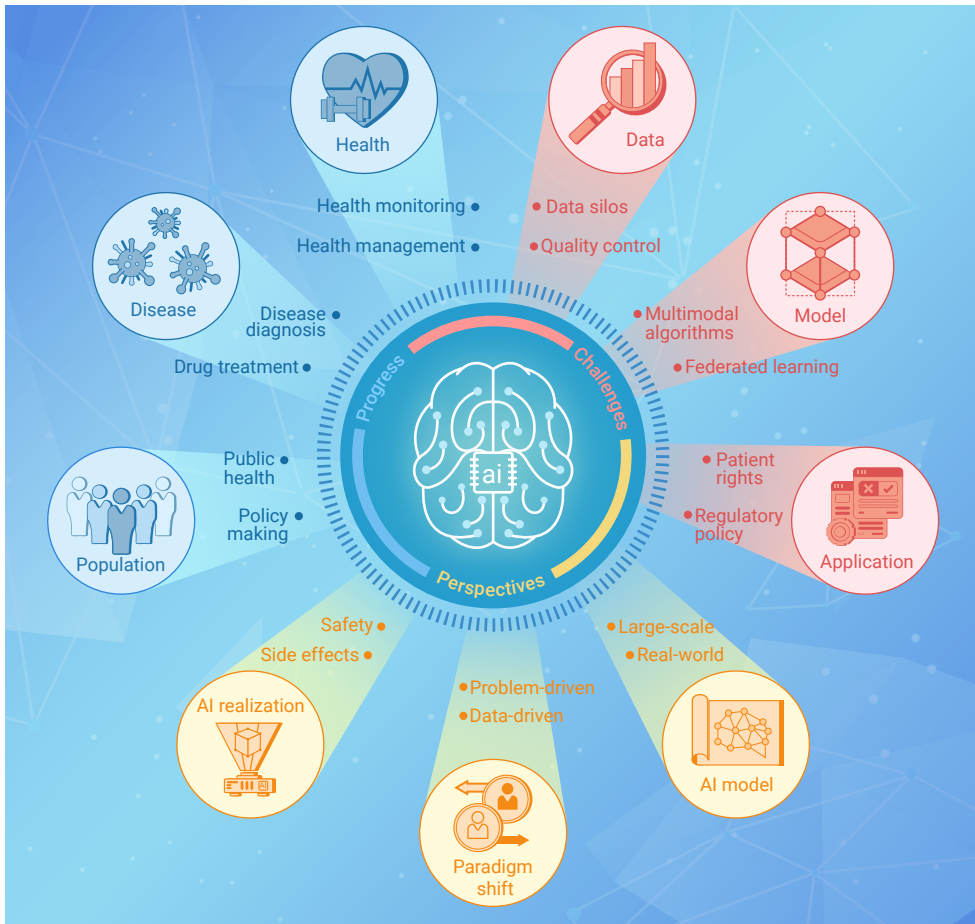 Health
Health monitoring
Health management
Data
Data silos
Quality control
Disease
Disease
diagnosis
Drug treatment
Model
Multimodal
algorithms
Federated learning
Progress
Challenges
Perspectives
ai
Population
Public
health
Policy
making
Application
Patient
rights
Regulatory
policy
Safety
Side effects
AI realization
AI
Problem-driven
Data-driven
Paradigm
shift
Large-scale
Real-world
AI model